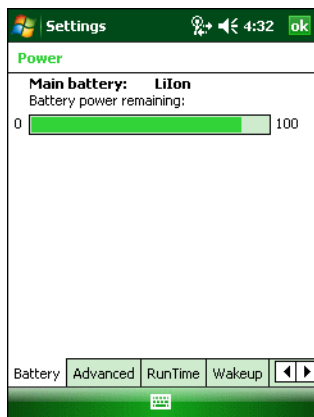 Settings 4:32 ok
Power
Main battery: LiIon
Battery power remaining:
0 100
Battery Advanced RunTime Wakeup